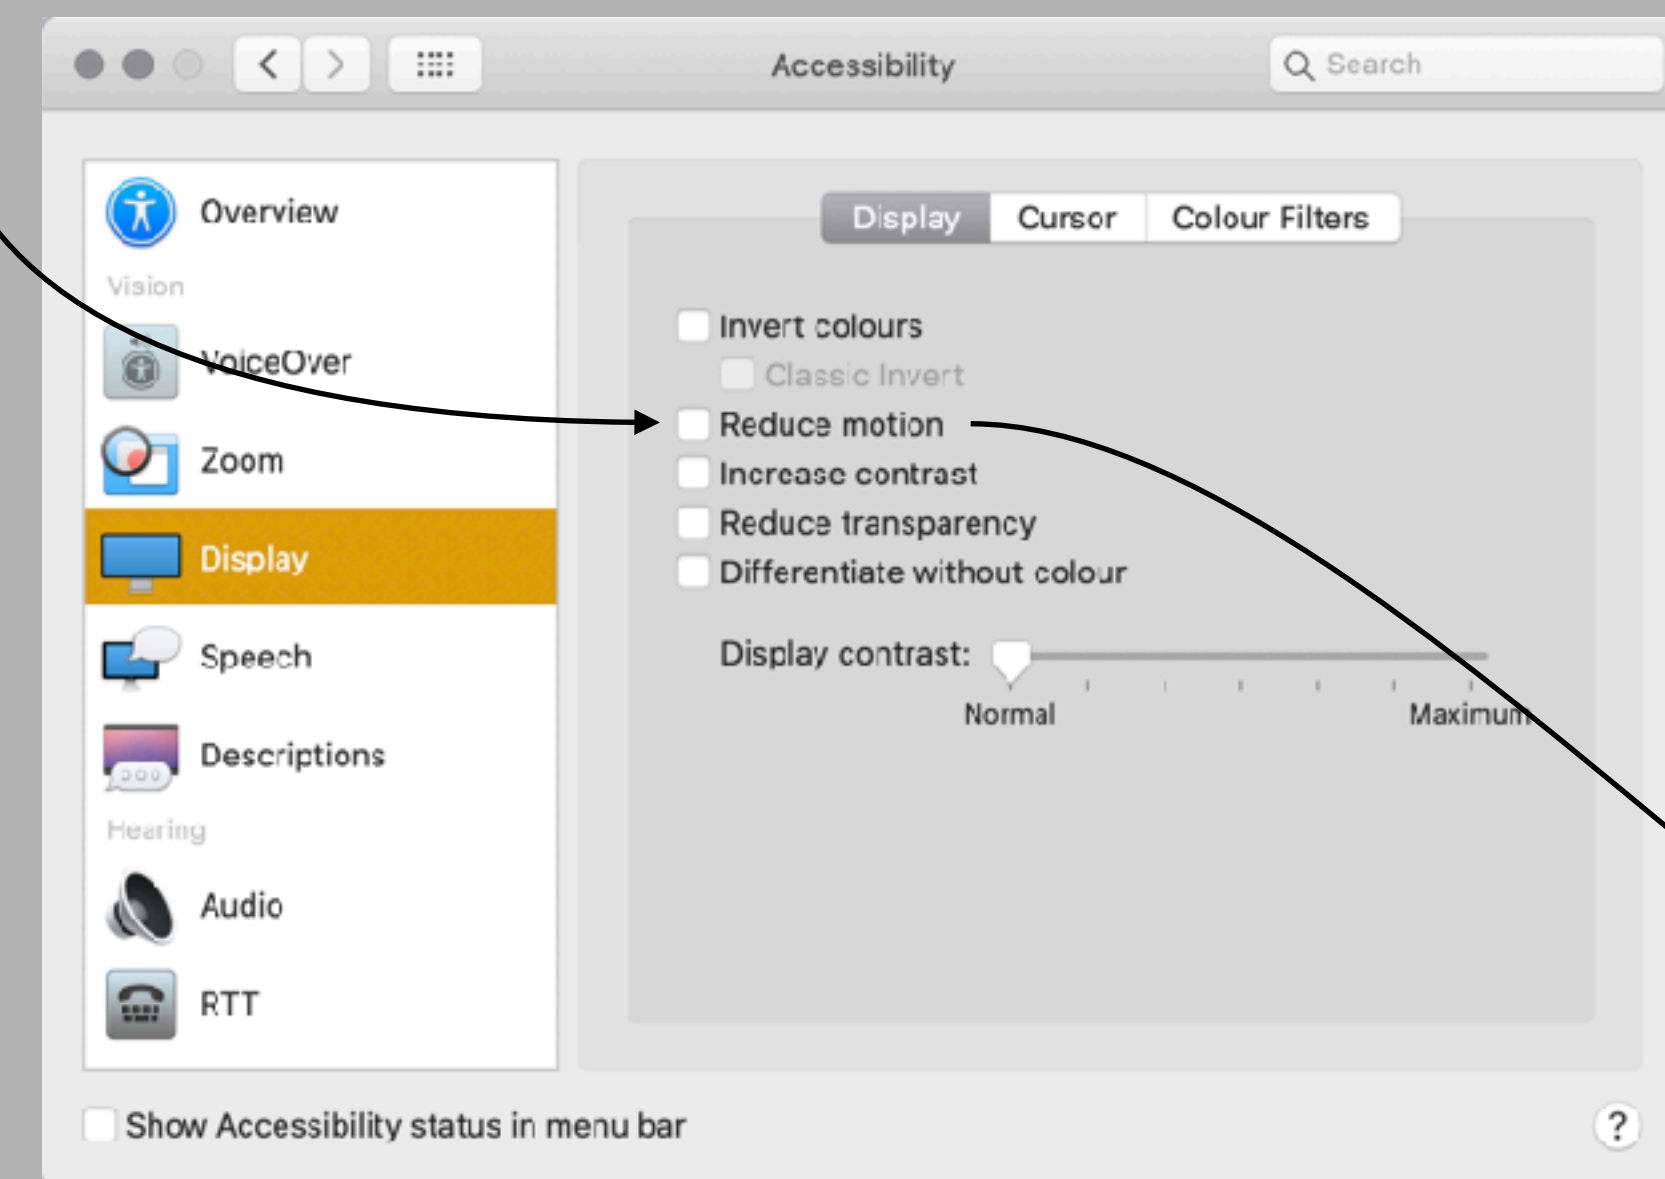 Accessibility
Search
Overview
Vision
VoiceOver
Zoom
Display
Speech
Descriptions
Hearing
Audio
RTT
Display Cursor Colour Filters
Invert colours
Classic Invert
Reduce motion
Increase contrast
Reduce transparency
Differentiate without colour
Display contrast:
Normal Maximum
Show Accessibility status in menu bar
?